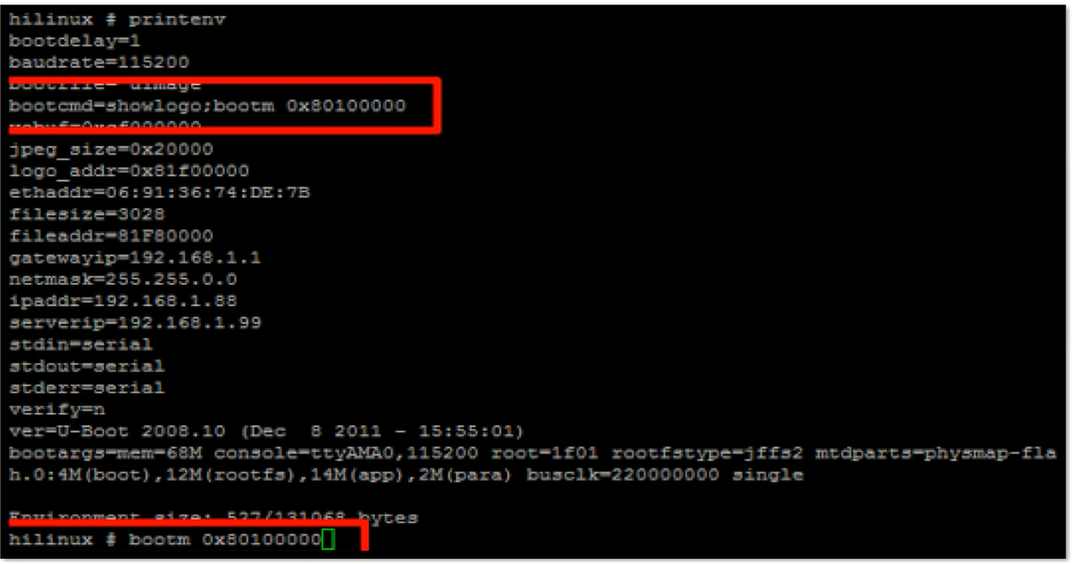 hilinux # printenv
bootdelay=1
baudrate=115200
bootfile="uImage"
bootcmd=showlogo;bootm 0x80100000
jpeg_size=0x20000
logo_addr=0x81f00000
ethaddr=06:91:36:74:DE:7B
filesize=3028
fileaddr=81F80000
gatewayip=192.168.1.1
netmask=255.255.0.0
ipaddr=192.168.1.88
serverip=192.168.1.99
stdin=serial
stdout=serial
stderr=serial
verify=n
ver=U-Boot 2008.10 (Dec  8 2011 - 15:55:01)
bootargs=mem=68M console=ttyAMA0,115200 root=1f01 rootfstype=jffs2 mtdparts=physmap-fla
h.0:4M(boot),12M(rootfs),14M(app),2M(para) busclk=220000000 single
Environment size: 527/131068 bytes
hilinux # bootm 0x80100000